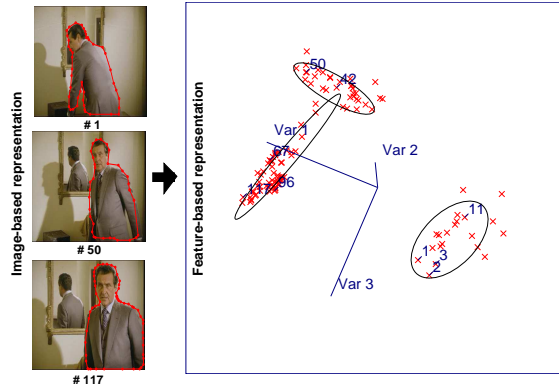 Image-based representation
# 1
# 50
# 117
Feature-based representation
50
42
Var 1
67
Var 2
117
96
11
1
3
2
Var 3